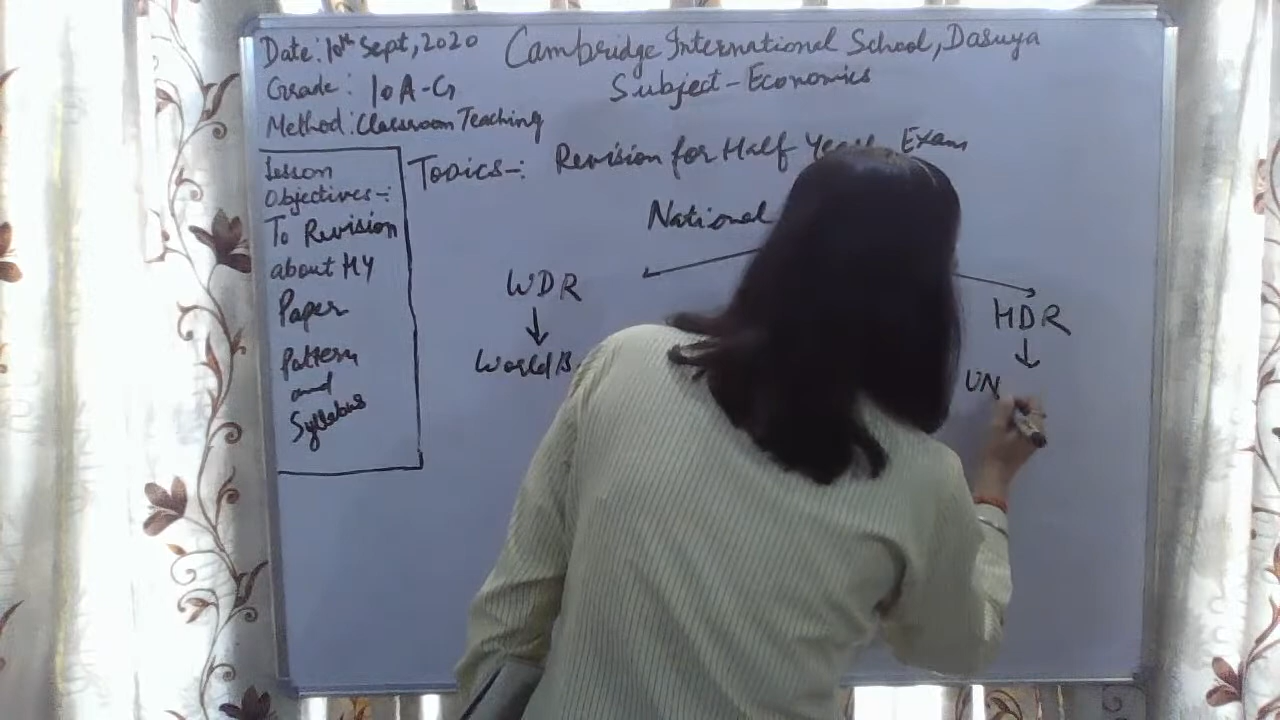 Date: 10th Sept, 2020
Cambridge International School, Dasuya
Grade: 10 A-G
Subject - Economics
Method: Classroom Teaching
Lesson
Objectives-:
To Revision
about HY
Paper
Pattern
and
Syllabus
Topics-: Revision for Half Exam
National
WDR
HDR
World B
UN